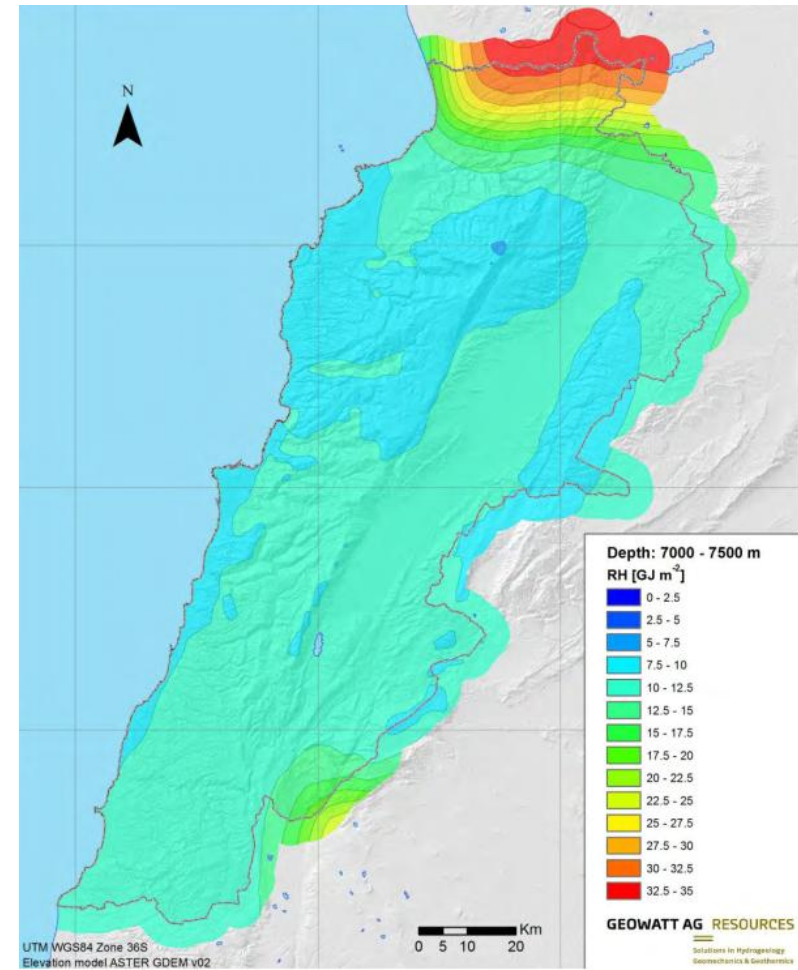 N
Depth: 7000 - 7500 m
RH [GJ m⁻²]
0 - 2.5
2.5 - 5
5 - 7.5
7.5 - 10
10 - 12.5
12.5 - 15
15 - 17.5
17.5 - 20
20 - 22.5
22.5 - 25
25 - 27.5
27.5 - 30
30 - 32.5
32.5 - 35
GEOWATT AG RESOURCES
Solutions in Hydrogeology
Geomechanics & Geothermics
Km
0 5 10 20
UTM WGS84 Zone 36S
Elevation model ASTER GDEM v02